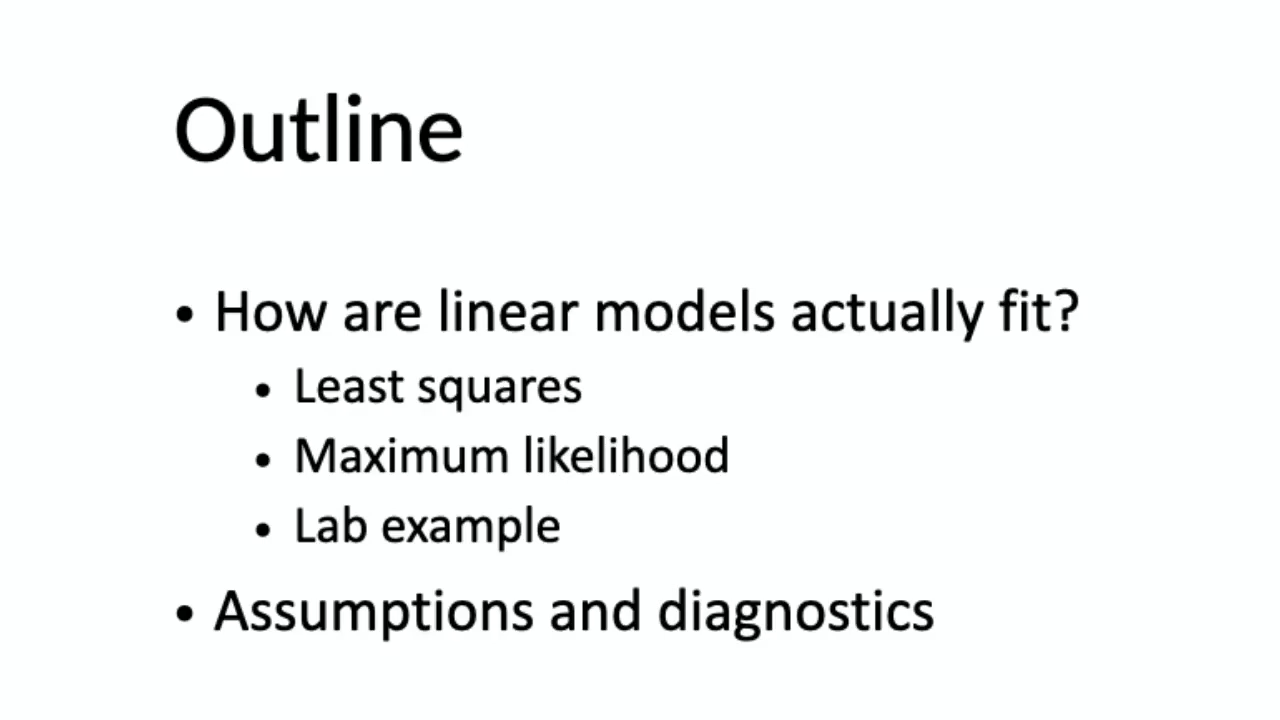 Outline
• How are linear models actually fit?
• Least squares
• Maximum likelihood
• Lab example
• Assumptions and diagnostics